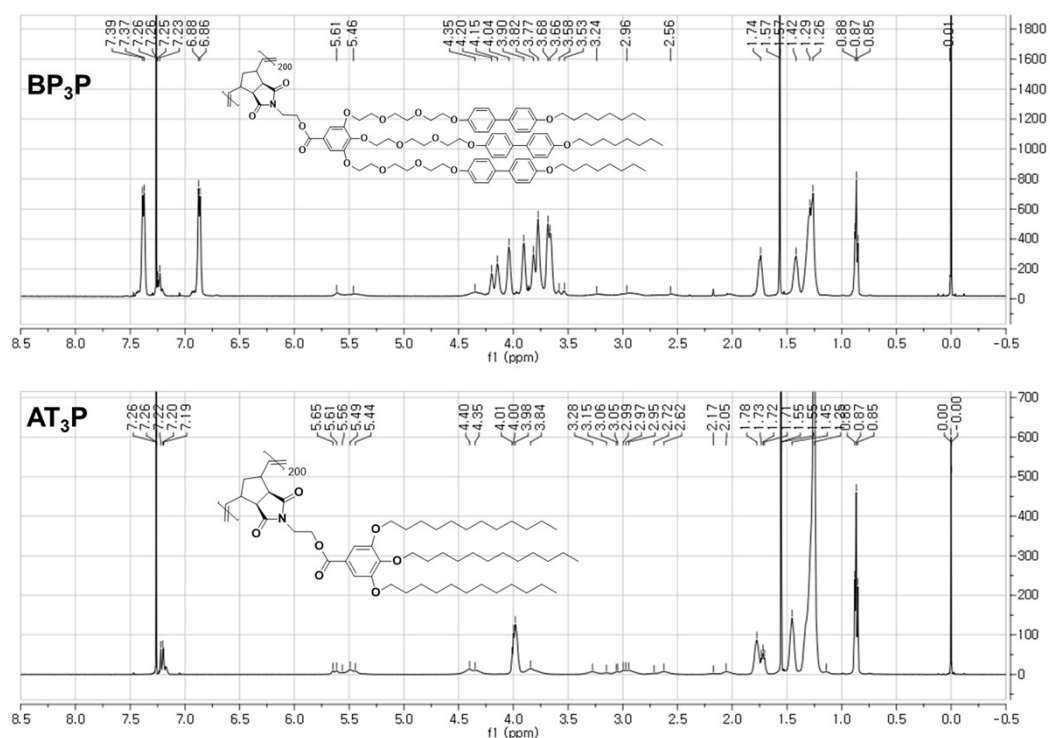 7.39 7.37 7.26 7.26 7.25 7.23 6.88 6.86 5.61 5.46 4.35 4.20 4.15 4.04 3.90 3.82 3.77 3.68 3.66 3.58 3.53 3.24 2.96 2.56 1.74 1.57 1.57 1.42 1.29 1.26 0.88 0.87 0.85 0.01
BP₃P
200
O
N
O
O
O
O O O O O
O O O O O
O O O O O
1800
1600
1400
1200
1000
800
600
400
200
0
8.5 8.0 7.5 7.0 6.5 6.0 5.5 5.0 4.5 4.0 3.5 3.0 2.5 2.0 1.5 1.0 0.5 0.0 -0.5
f1 (ppm)
7.26 7.26 7.22 7.20 7.19 5.65 5.61 5.56 5.49 5.44 4.40 4.35 4.01 4.00 3.98 3.84 3.28 3.15 3.06 3.05 2.99 2.97 2.95 2.72 2.62 2.17 2.05 1.78 1.73 1.72 1.71 1.55 1.55 1.45 0.88 0.87 0.85 0.00 -0.00
AT₃P
200
O
N
O
O
O
O
O
O
700
600
500
400
300
200
100
0
8.5 8.0 7.5 7.0 6.5 6.0 5.5 5.0 4.5 4.0 3.5 3.0 2.5 2.0 1.5 1.0 0.5 0.0 -0.5
f1 (ppm)